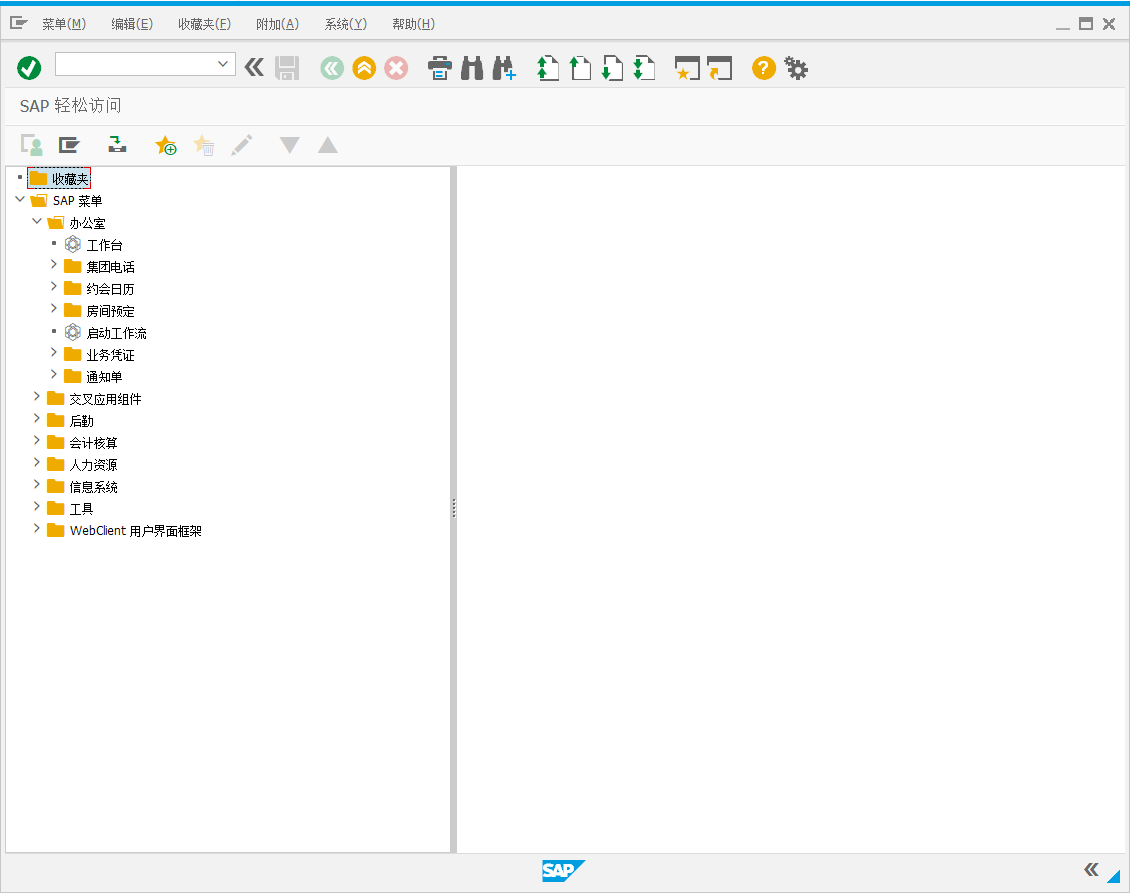 菜单(M) 编辑(E) 收藏夹(F) 附加(A) 系统(Y) 帮助(H)
SAP 轻松访问
收藏夹
SAP 菜单
办公室
工作台
集团电话
约会日历
房间预定
启动工作流
业务凭证
通知单
交叉应用组件
后勤
会计核算
人力资源
信息系统
工具
WebClient 用户界面框架
SAP